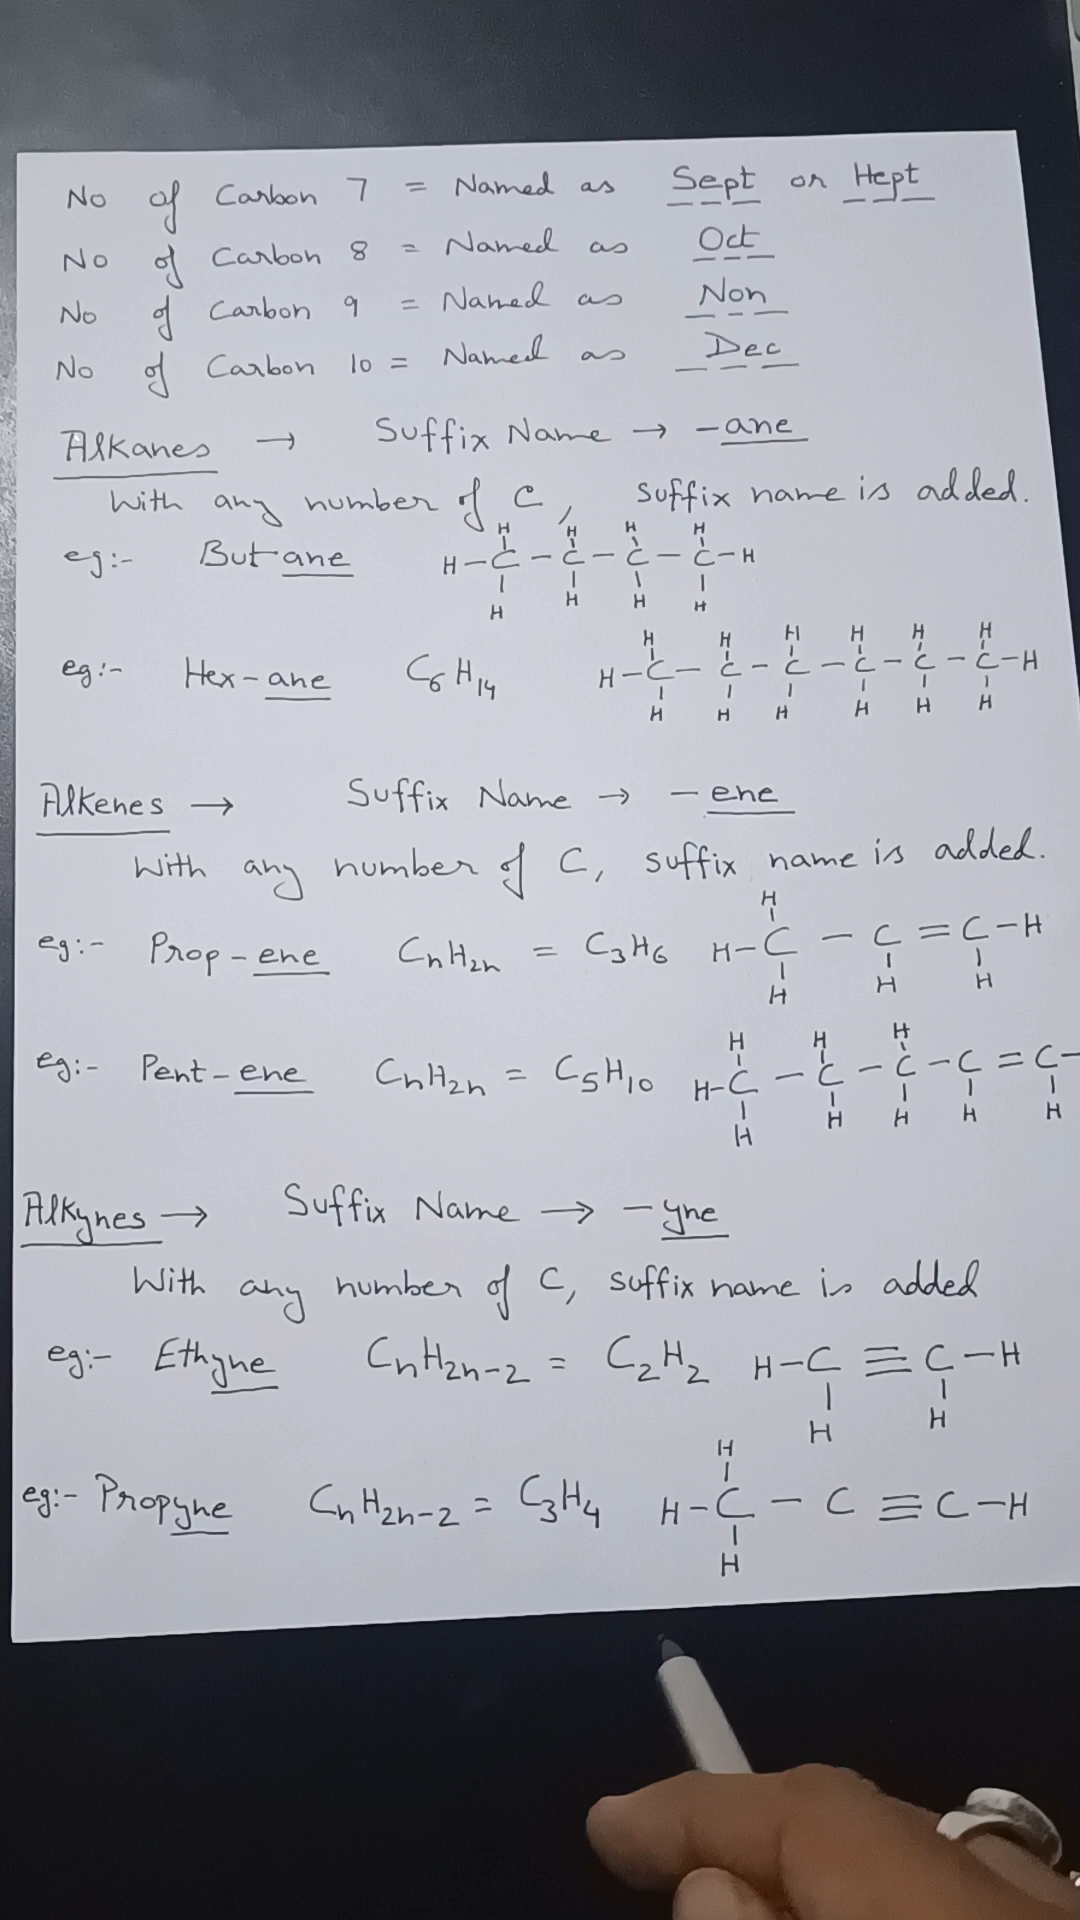 No of Carbon 7 = Named as Sept or Hept
No of Carbon 8 = Named as Oct
No of Carbon 9 = Named as Non
No of Carbon 10 = Named as Dec
Alkanes → Suffix Name → -ane
With any number of C, suffix name is added.
H H H H
eg:- Butane H-C-C-C-C-H
H H H H
H H H H H H
eg:- Hex-ane C6H14 H-C-C-C-C-C-C-H
H H H H H H
Alkenes → Suffix Name → -ene
With any number of C, suffix name is added.
H
eg:- Prop-ene CnH2n = C3H6 H-C-C=C-H
H H H
H H H
eg:- Pent-ene CnH2n = C5H10 H-C-C-C-C=C-
H H H H H
Alkynes → Suffix Name → -yne
With any number of C, suffix name is added
eg:- Ethyne CnH2n-2 = C2H2 H-C≡C-H
H H
H
eg:- Propyne CnH2n-2 = C3H4 H-C-C≡C-H
H